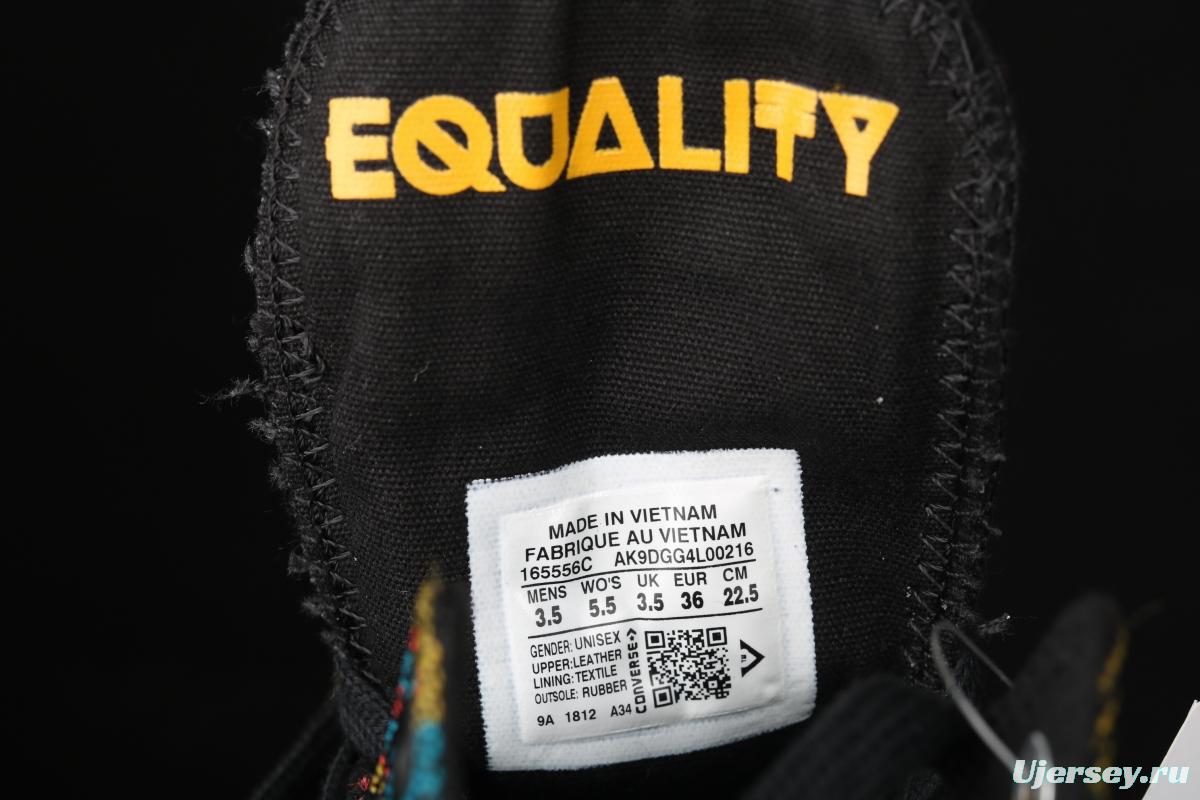 EQUALITY
MADE IN VIETNAM
FABRIQUE AU VIETNAM
165556C AK9DGG4L00216
MENS WO'S UK EUR CM
3.5 5.5 3.5 36 22.5
GENDER: UNISEX
UPPER: LEATHER
LINING: TEXTILE
OUTSOLE: RUBBER
CONVERSE
9A 1812 A34
Ujersey.ru